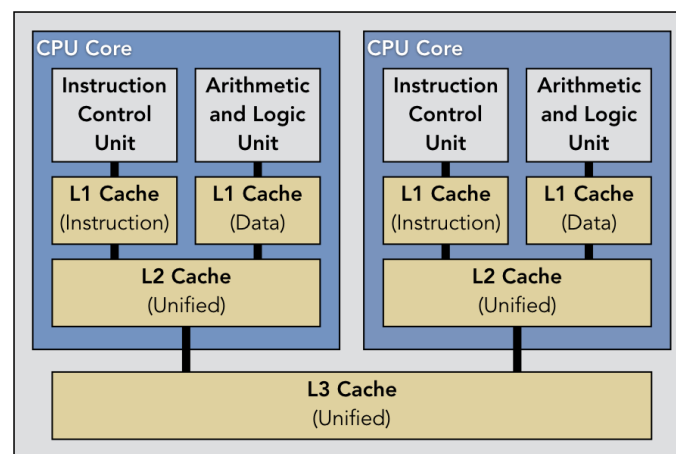 CPU Core
Instruction
Control
Unit
Arithmetic
and Logic
Unit
L1 Cache
(Instruction)
L1 Cache
(Data)
L2 Cache
(Unified)
CPU Core
Instruction
Control
Unit
Arithmetic
and Logic
Unit
L1 Cache
(Instruction)
L1 Cache
(Data)
L2 Cache
(Unified)
L3 Cache
(Unified)